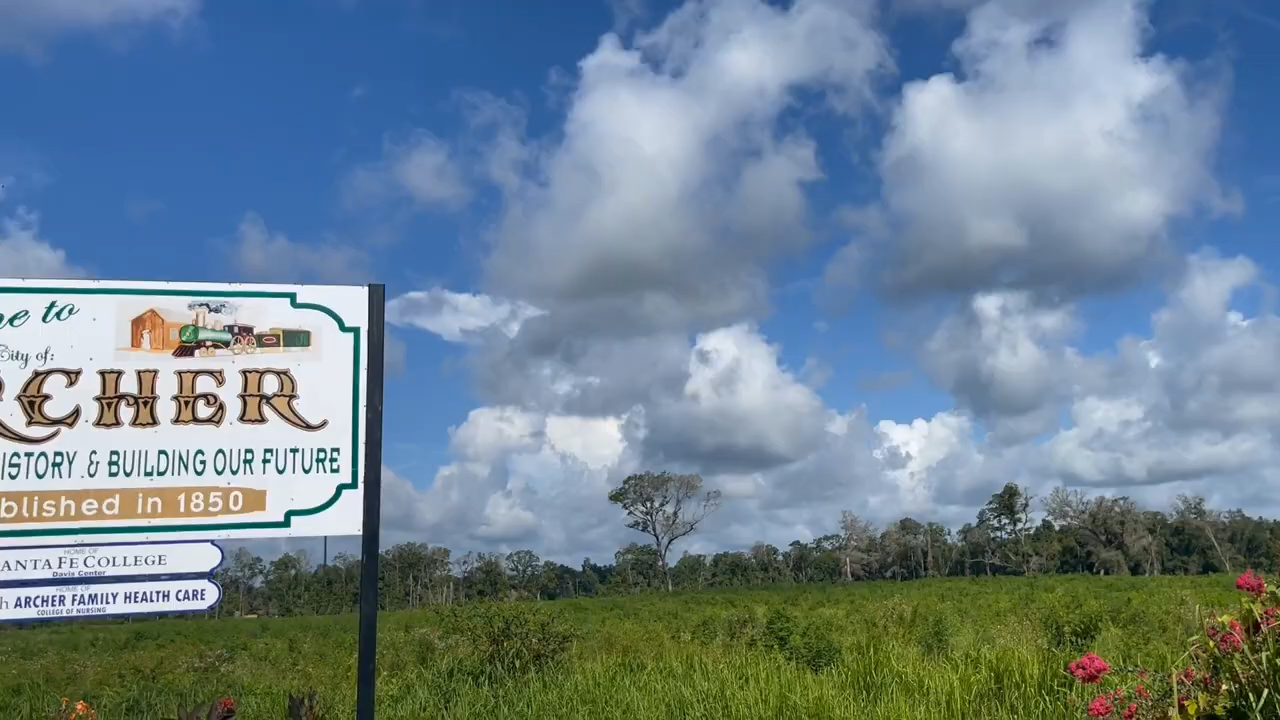 ne to
City of:
RCHER
ISTORY & BUILDING OUR FUTURE
blished in 1850
HOME OF
ANTA FE COLLEGE
Davis Center
HOME OF
h ARCHER FAMILY HEALTH CARE
COLLEGE OF NURSING